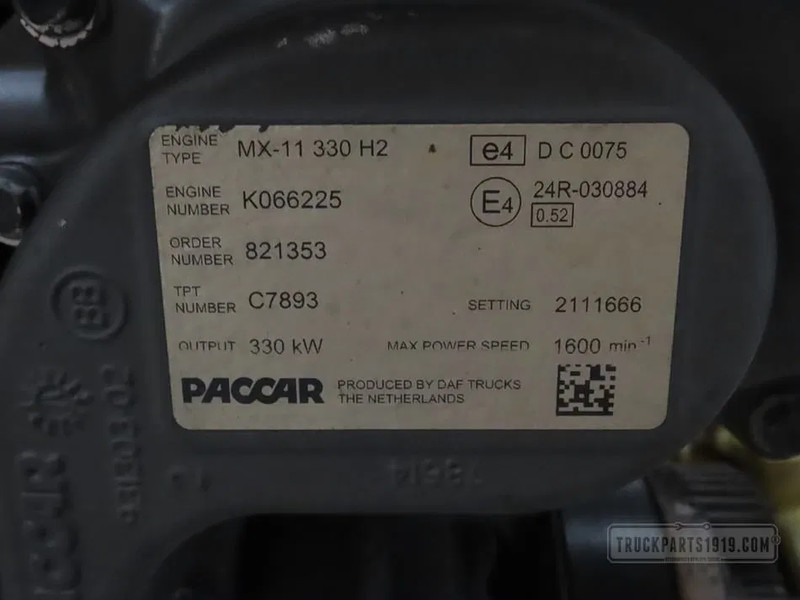 ENGINE TYPE MX-11 330 H2 e4 D C 0075
ENGINE NUMBER K066225 E4 24R-030884
0.52
ORDER NUMBER 821353
TPT NUMBER C7893 SETTING 2111666
OUTPUT 330 kW MAX POWER SPEED 1600 min-1
PACCAR PRODUCED BY DAF TRUCKS
THE NETHERLANDS
BB
TRUCKPARTS1919.COM